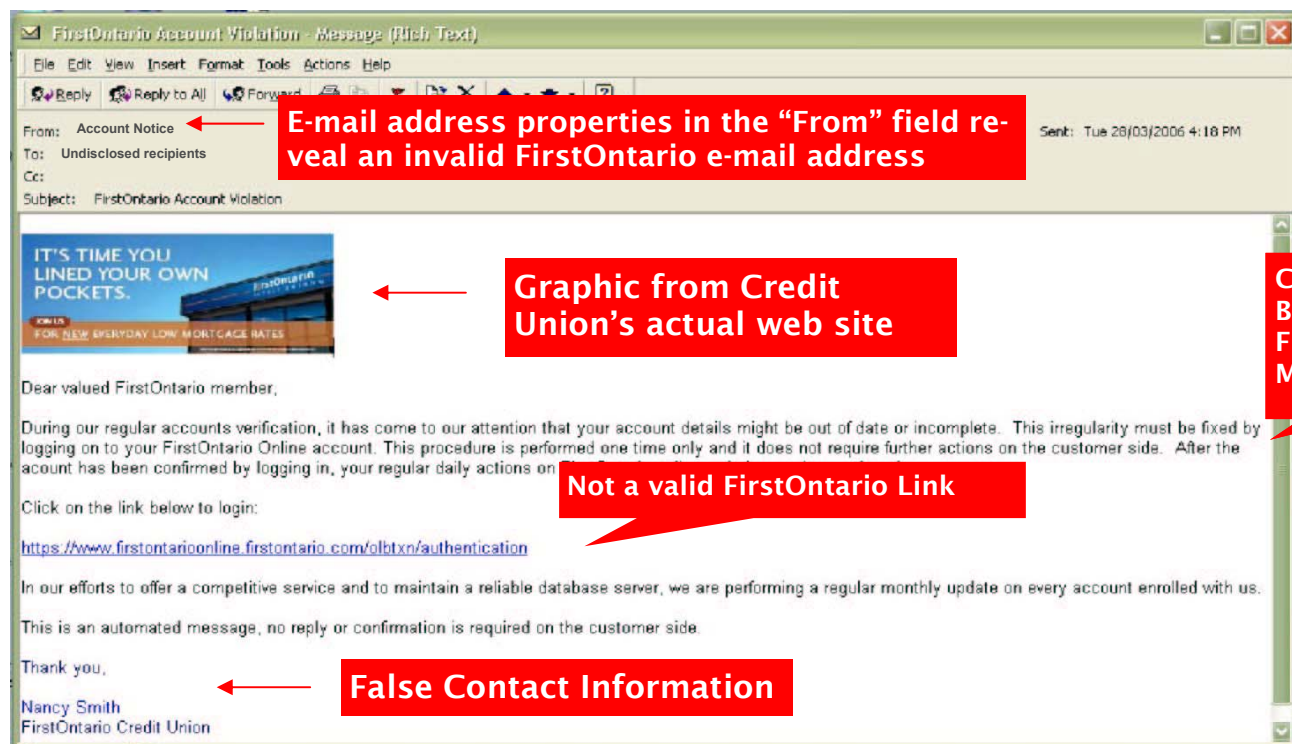 FirstOntario Account Violation - Message (Rich Text)
File Edit View Insert Format Tools Actions Help
Reply Reply to All Forward
From: Account Notice
E-mail address properties in the “From” field re-
veal an invalid FirstOntario e-mail address
Sent: Tue 28/03/2006 4:18 PM
To: Undisclosed recipients
Cc:
Subject: FirstOntario Account Violation
IT'S TIME YOU
LINED YOUR OWN
POCKETS.
FirstOntario
JOIN US
FOR NEW EVERYDAY LOW MORTGAGE RATES
Graphic from Credit
Union’s actual web site
C
B
F
M
Dear valued FirstOntario member,
During our regular accounts verification, it has come to our attention that your account details might be out of date or incomplete. This irregularity must be fixed by
logging on to your FirstOntario Online account. This procedure is performed one time only and it does not require further actions on the customer side. After the
acount has been confirmed by logging in, your regular daily actions on
Not a valid FirstOntario Link
Click on the link below to login:
https://www.firstontarioonline.firstontario.com/olbtxn/authentication
In our efforts to offer a competitive service and to maintain a reliable database server, we are performing a regular monthly update on every account enrolled with us.
This is an automated message, no reply or confirmation is required on the customer side.
Thank you,
False Contact Information
Nancy Smith
FirstOntario Credit Union